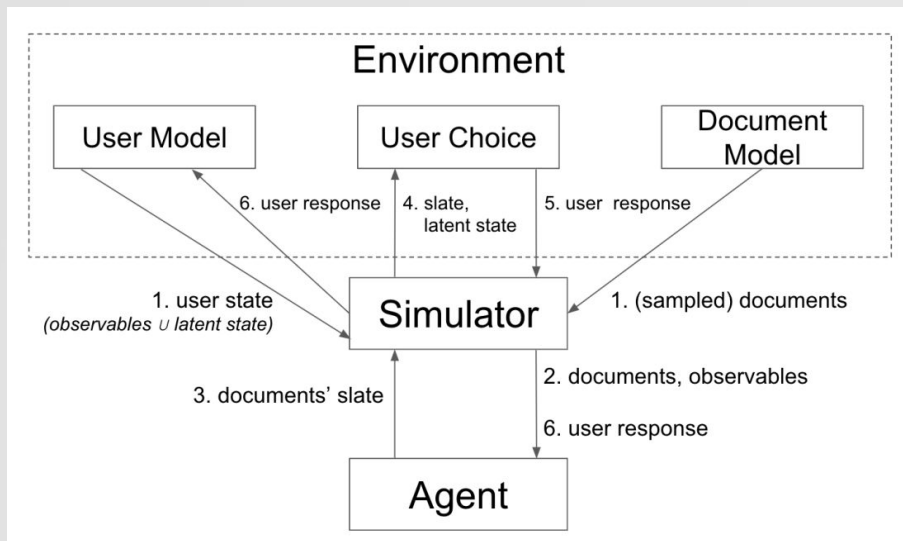 Environment
User Model
User Choice
Document
Model
6. user response
4. slate,
latent state
5. user response
1. user state
(observables ∪ latent state)
Simulator
1. (sampled) documents
3. documents’ slate
2. documents, observables
6. user response
Agent